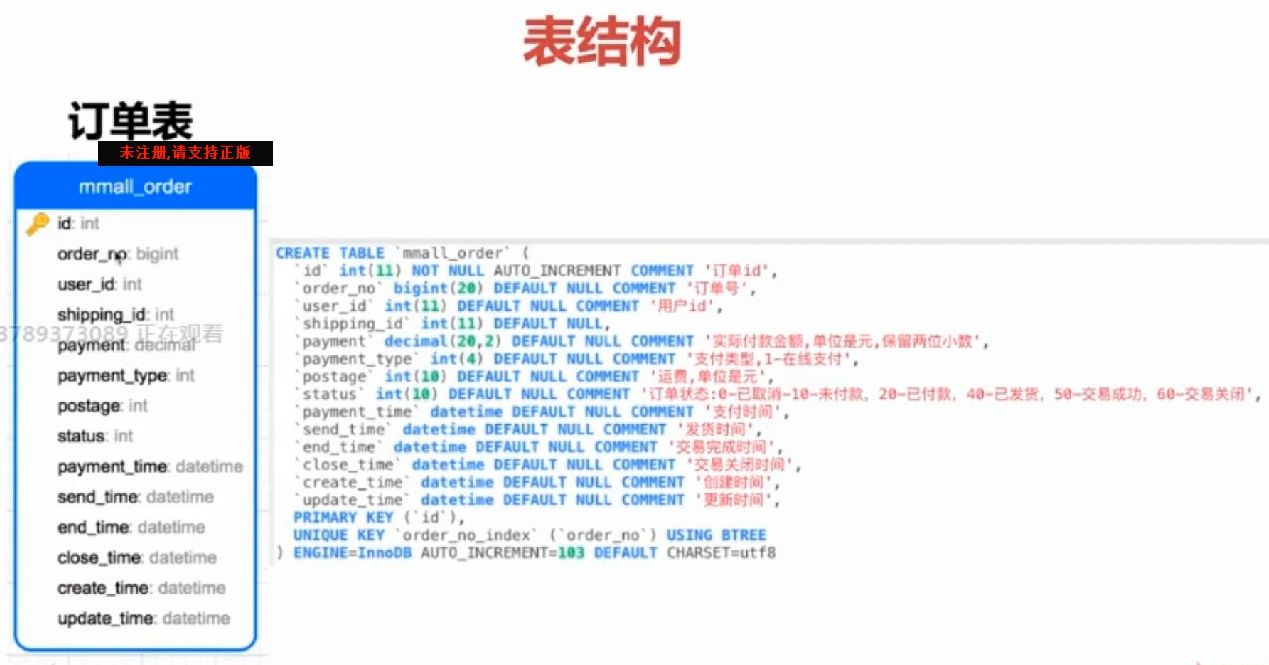 表结构
订单表
未注册,请支持正版
mmall_order
id: int
order_no: bigint
user_id: int
shipping_id: int
3789373089 正在观看
payment: decimal
payment_type: int
postage: int
status: int
payment_time: datetime
send_time: datetime
end_time: datetime
close_time: datetime
create_time: datetime
update_time: datetime
CREATE TABLE `mmall_order` (
`id` int(11) NOT NULL AUTO_INCREMENT COMMENT '订单id',
`order_no` bigint(20) DEFAULT NULL COMMENT '订单号',
`user_id` int(11) DEFAULT NULL COMMENT '用户id',
`shipping_id` int(11) DEFAULT NULL,
`payment` decimal(20,2) DEFAULT NULL COMMENT '实际付款金额,单位是元,保留两位小数',
`payment_type` int(4) DEFAULT NULL COMMENT '支付类型,1-在线支付',
`postage` int(10) DEFAULT NULL COMMENT '运费,单位是元',
`status` int(10) DEFAULT NULL COMMENT '订单状态:0-已取消-10-未付款, 20-已付款, 40-已发货, 50-交易成功, 60-交易关闭',
`payment_time` datetime DEFAULT NULL COMMENT '支付时间',
`send_time` datetime DEFAULT NULL COMMENT '发货时间',
`end_time` datetime DEFAULT NULL COMMENT '交易完成时间',
`close_time` datetime DEFAULT NULL COMMENT '交易关闭时间',
`create_time` datetime DEFAULT NULL COMMENT '创建时间',
`update_time` datetime DEFAULT NULL COMMENT '更新时间',
PRIMARY KEY (`id`),
UNIQUE KEY `order_no_index` (`order_no`) USING BTREE
) ENGINE=InnoDB AUTO_INCREMENT=103 DEFAULT CHARSET=utf8